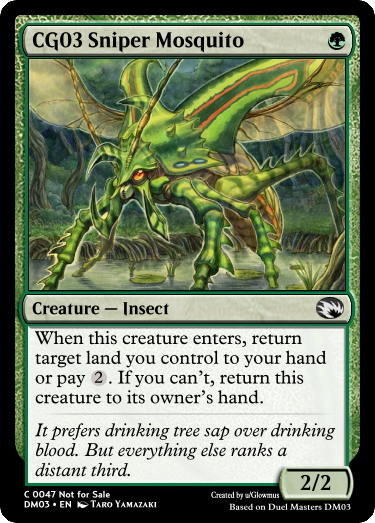 CG03 Sniper Mosquito
Creature — Insect
When this creature enters, return
target land you control to your hand
or pay 2. If you can't, return this
creature to its owner's hand.
It prefers drinking tree sap over drinking
blood. But everything else ranks a
distant third.
2/2
C 0047 Not for Sale
DM03 • EN Taro Yamazaki
Created by u/Glowmus
Based on Duel Masters DM03